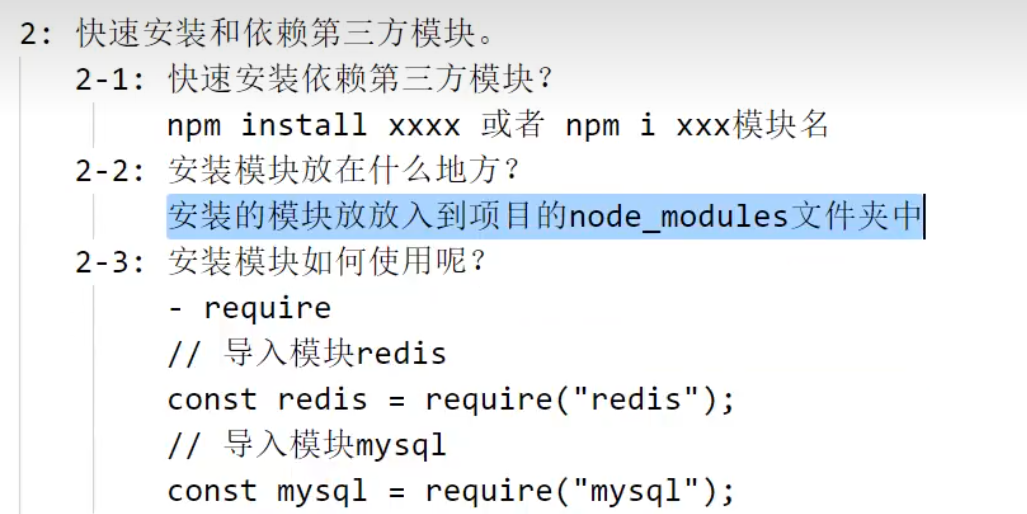 2: 快速安装和依赖第三方模块。
2-1: 快速安装依赖第三方模块?
npm install xxxx 或者 npm i xxx模块名
2-2: 安装模块放在什么地方?
安装的模块放放入到项目的node_modules文件夹中
2-3: 安装模块如何使用呢?
- require
// 导入模块redis
const redis = require("redis");
// 导入模块mysql
const mysql = require("mysql");